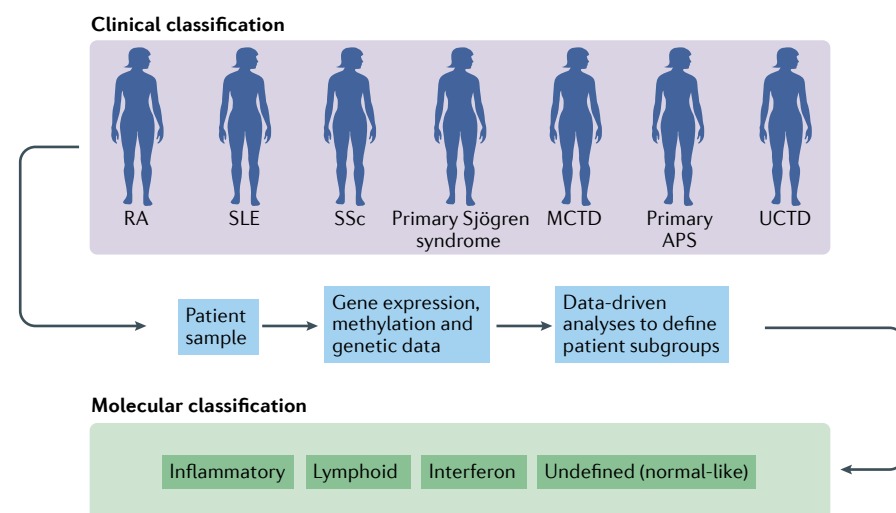 Clinical classification
RA
SLE
SSc
Primary Sjögren
syndrome
MCTD
Primary
APS
UCTD
Patient
sample
Gene expression,
methylation and
genetic data
Data-driven
analyses to define
patient subgroups
Molecular classification
Inflammatory
Lymphoid
Interferon
Undefined (normal-like)